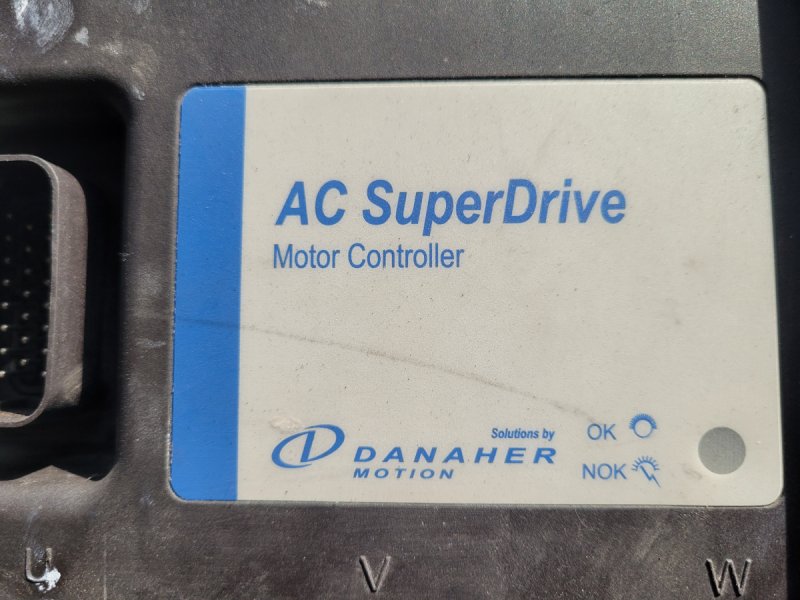 AC SuperDrive
Motor Controller
Solutions by
DANAHER
MOTION
OK
NOK
U
V
W